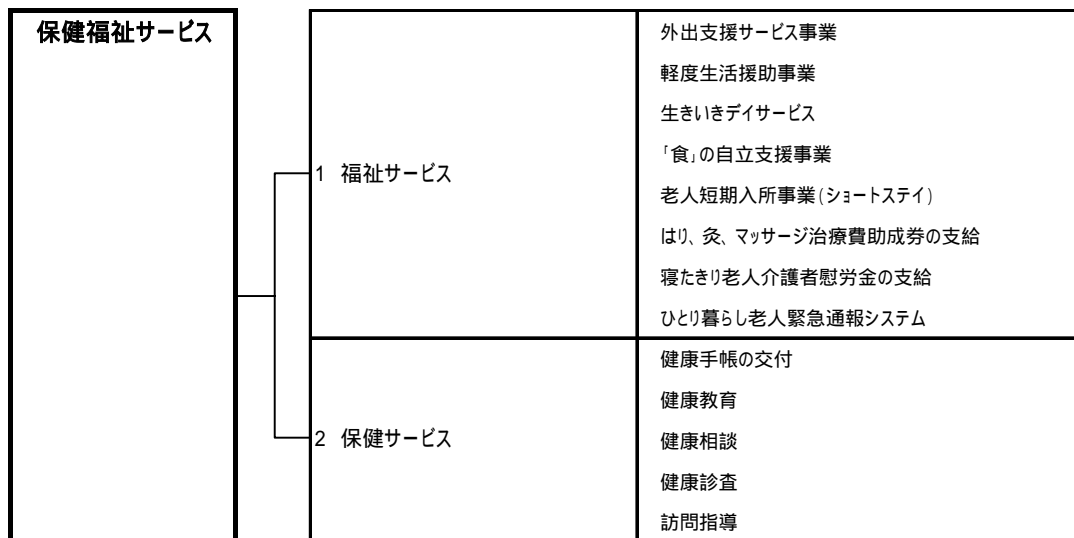 保健福祉サービス
1 福祉サービス
外出支援サービス事業
軽度生活援助事業
生きいきデイサービス
「食」の自立支援事業
老人短期入所事業(ショートステイ)
はり、灸、マッサージ治療費助成券の支給
寝たきり老人介護者慰労金の支給
ひとり暮らし老人緊急通報システム
2 保健サービス
健康手帳の交付
健康教育
健康相談
健康診査
訪問指導